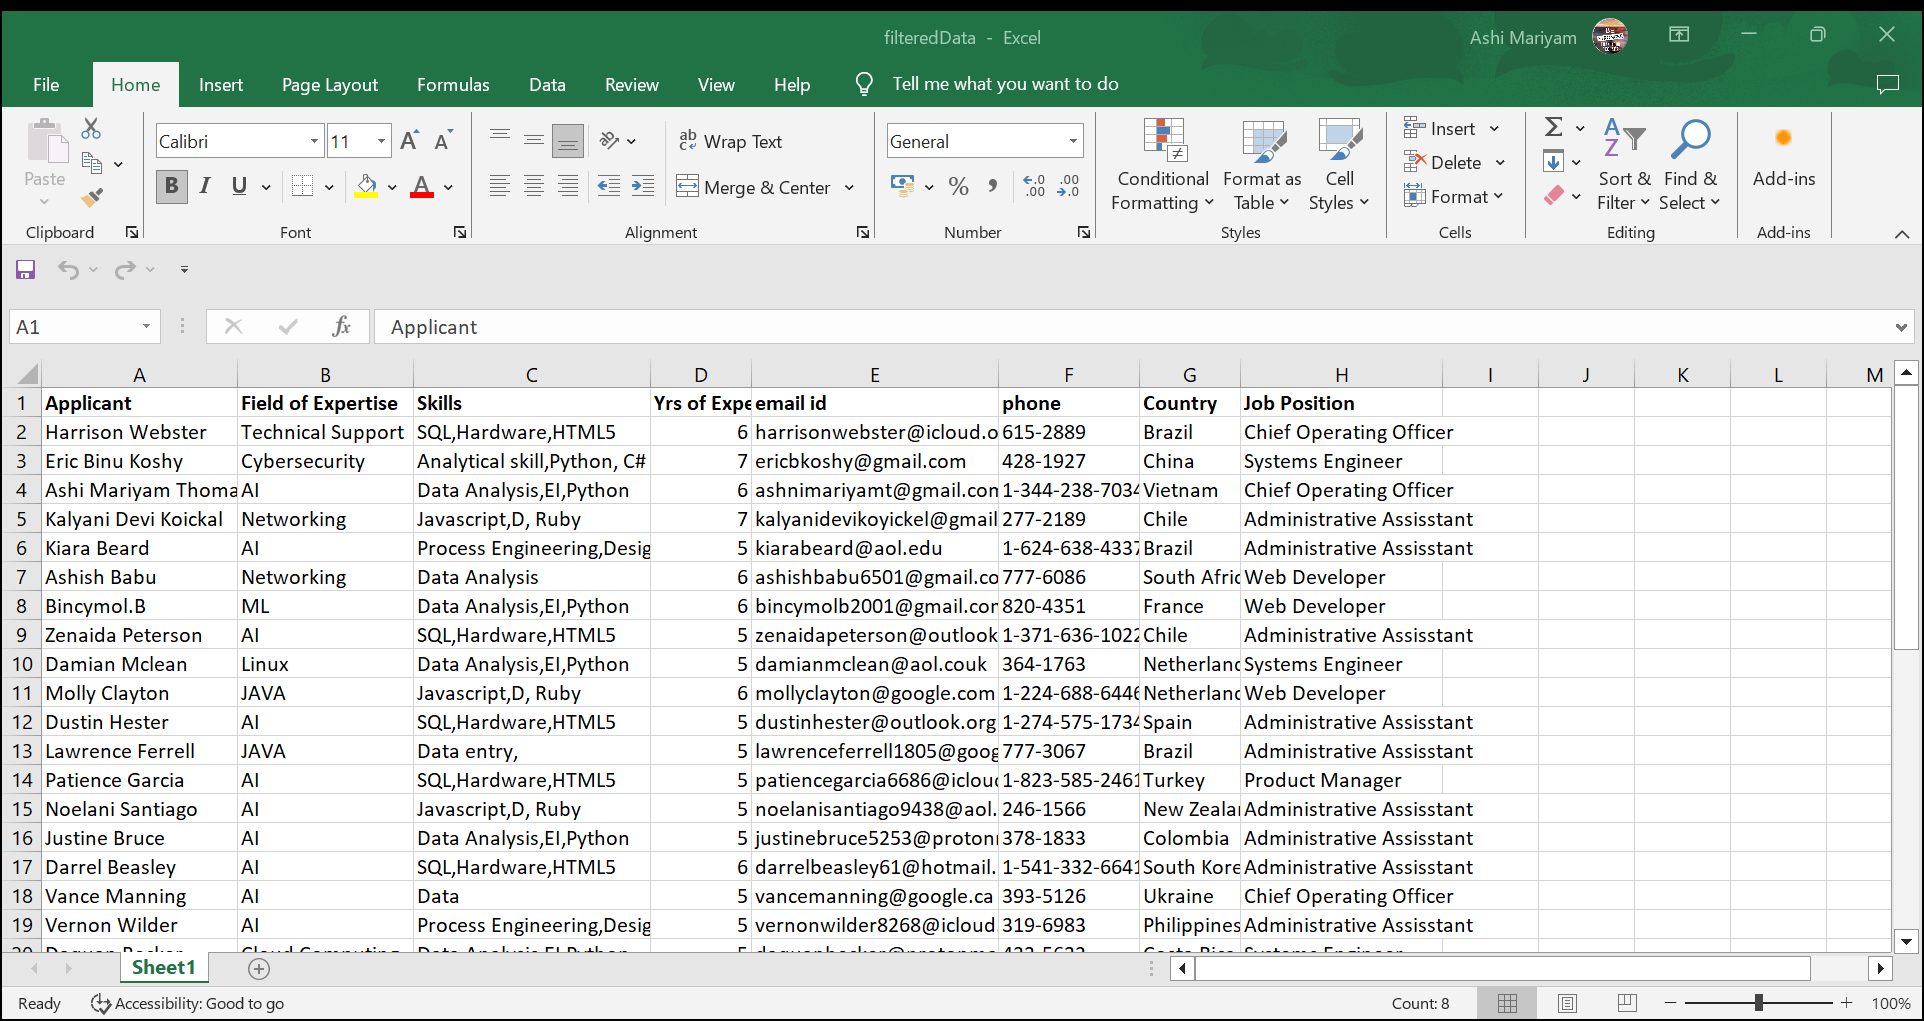 filteredData - Excel
Ashi Mariyam
File Home Insert Page Layout Formulas Data Review View Help Tell me what you want to do
Calibri 11 ab Wrap Text General Insert
Paste B I U Merge & Center % Conditional Formatting Format as Table Cell Styles Delete Format Sort & Filter Find & Select Add-ins
Clipboard Font Alignment Number Styles Cells Editing Add-ins
A1 fx Applicant
A B C D E F G H I J K L M
1 Applicant Field of Expertise Skills Yrs of Expe email id phone Country Job Position
2 Harrison Webster Technical Support SQL,Hardware,HTML5 6 harrisonwebster@icloud.o 615-2889 Brazil Chief Operating Officer
3 Eric Binu Koshy Cybersecurity Analytical skill,Python, C# 7 ericbkoshy@gmail.com 428-1927 China Systems Engineer
4 Ashi Mariyam Thoma AI Data Analysis,EI,Python 6 ashnimariyamt@gmail.com 1-344-238-7034 Vietnam Chief Operating Officer
5 Kalyani Devi Koickal Networking Javascript,D, Ruby 7 kalyanidevikoyickel@gmail 277-2189 Chile Administrative Assisstant
6 Kiara Beard AI Process Engineering,Desig 5 kiarabeard@aol.edu 1-624-638-4337 Brazil Administrative Assisstant
7 Ashish Babu Networking Data Analysis 6 ashishbabu6501@gmail.co 777-6086 South Afric Web Developer
8 Bincymol.B ML Data Analysis,EI,Python 6 bincymolb2001@gmail.com 820-4351 France Web Developer
9 Zenaida Peterson AI SQL,Hardware,HTML5 5 zenaidapeterson@outlook 1-371-636-1022 Chile Administrative Assisstant
10 Damian Mclean Linux Data Analysis,EI,Python 5 damianmclean@aol.couk 364-1763 Netherland Systems Engineer
11 Molly Clayton JAVA Javascript,D, Ruby 6 mollyclayton@google.com 1-224-688-6446 Netherland Web Developer
12 Dustin Hester AI SQL,Hardware,HTML5 5 dustinhester@outlook.org 1-274-575-1734 Spain Administrative Assisstant
13 Lawrence Ferrell JAVA Data entry, 5 lawrenceferrell1805@goog 777-3067 Brazil Administrative Assisstant
14 Patience Garcia AI SQL,Hardware,HTML5 5 patiencegarcia6686@icloud 1-823-585-2461 Turkey Product Manager
15 Noelani Santiago AI Javascript,D, Ruby 5 noelanisantiago9438@aol. 246-1566 New Zealan Administrative Assisstant
16 Justine Bruce AI Data Analysis,EI,Python 5 justinebruce5253@protonm 378-1833 Colombia Administrative Assisstant
17 Darrel Beasley AI SQL,Hardware,HTML5 6 darrelbeasley61@hotmail. 1-541-332-6641 South Kore Administrative Assisstant
18 Vance Manning AI Data 5 vancemanning@google.ca 393-5126 Ukraine Chief Operating Officer
19 Vernon Wilder AI Process Engineering,Desig 5 vernonwilder8268@icloud. 319-6983 Philippines Administrative Assisstant
Sheet1
Ready Accessibility: Good to go Count: 8 100%